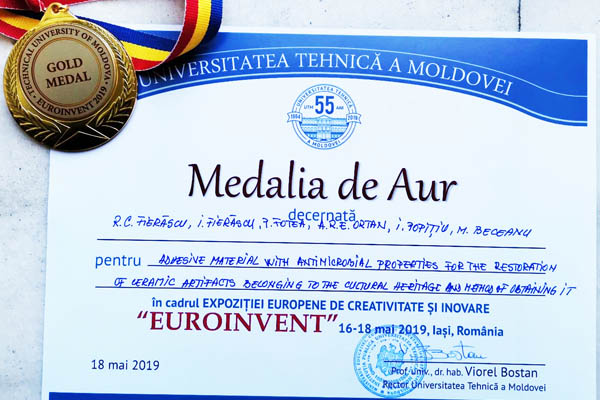 TECHNICAL UNIVERSITY OF MOLDOVA
GOLD
MEDAL
EUROINVENT 2019
UNIVERSITATEA TEHNICĂ A MOLDOVEI
UNIVERSITATEA TEHNICĂ
55
UTM ANI
1964 2019
A MOLDOVEI
Medalia de Aur
decernată
R.C. FIERĂSCU, I. FIERĂSCU, T. FOTEA, A.R.E. ORTAN, I. POPIȚIU, M. BECEANU
pentru ADHESIVE MATERIAL WITH ANTIMICROBIAL PROPERTIES FOR THE RESTORATION
OF CERAMIC ARTIFACTS BELONGING TO THE CULTURAL HERITAGE AND METHOD OF OBTAINING IT
în cadrul EXPOZIȚIEI EUROPENE DE CREATIVITATE ȘI INOVARE
"EUROINVENT" 16-18 mai 2019, Iași, România
18 mai 2019
Prof. univ., dr. hab. Viorel Bostan
Rector Universitatea Tehnică a Moldovei